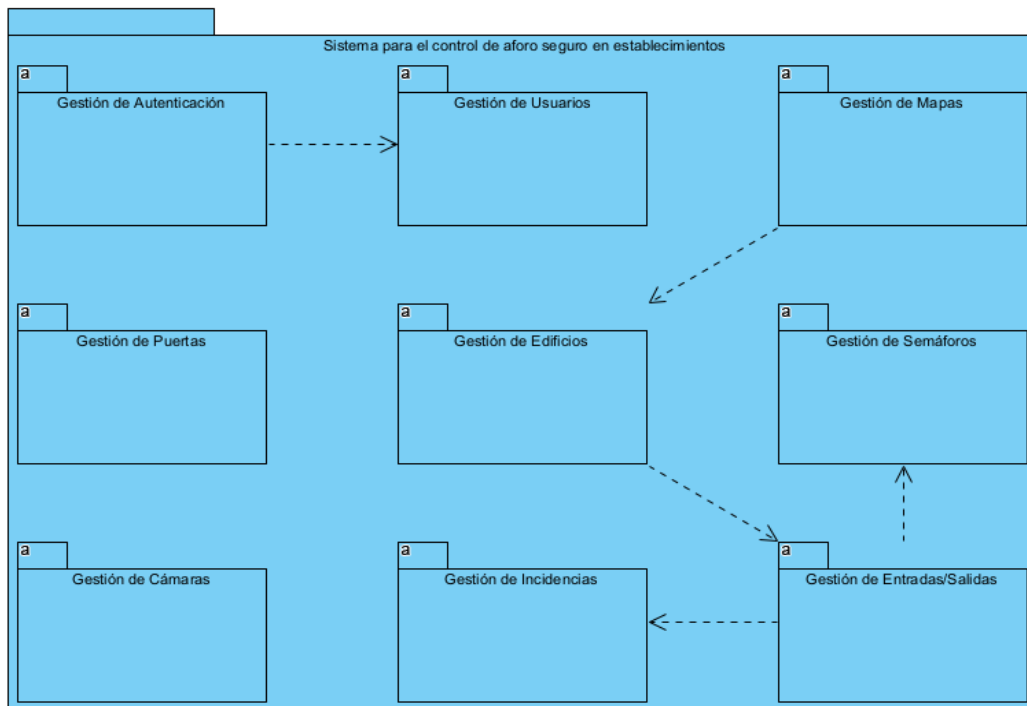 Sistema para el control de aforo seguro en establecimientos
a
a
a
Gestión de Autenticación
Gestión de Usuarios
Gestión de Mapas
a
a
a
Gestión de Puertas
Gestión de Edificios
Gestión de Semáforos
a
a
a
Gestión de Cámaras
Gestión de Incidencias
Gestión de Entradas/Salidas